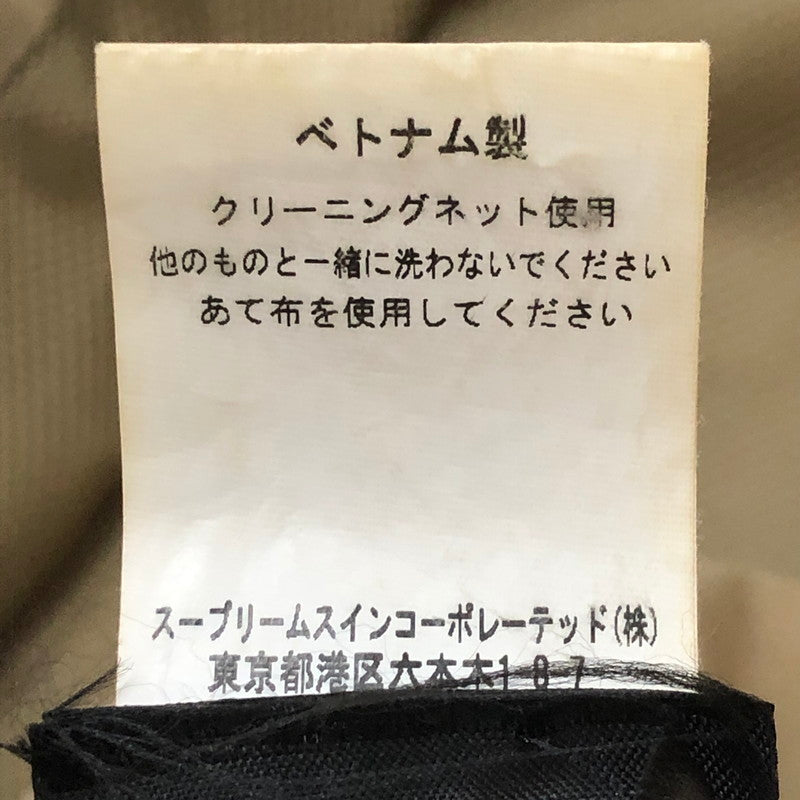 ベトナム製
クリーニングネット使用
他のものと一緒に洗わないでください
あて布を使用してください
スープリームスインコーポレーテッド(株)
東京都港区六本木1 8 7